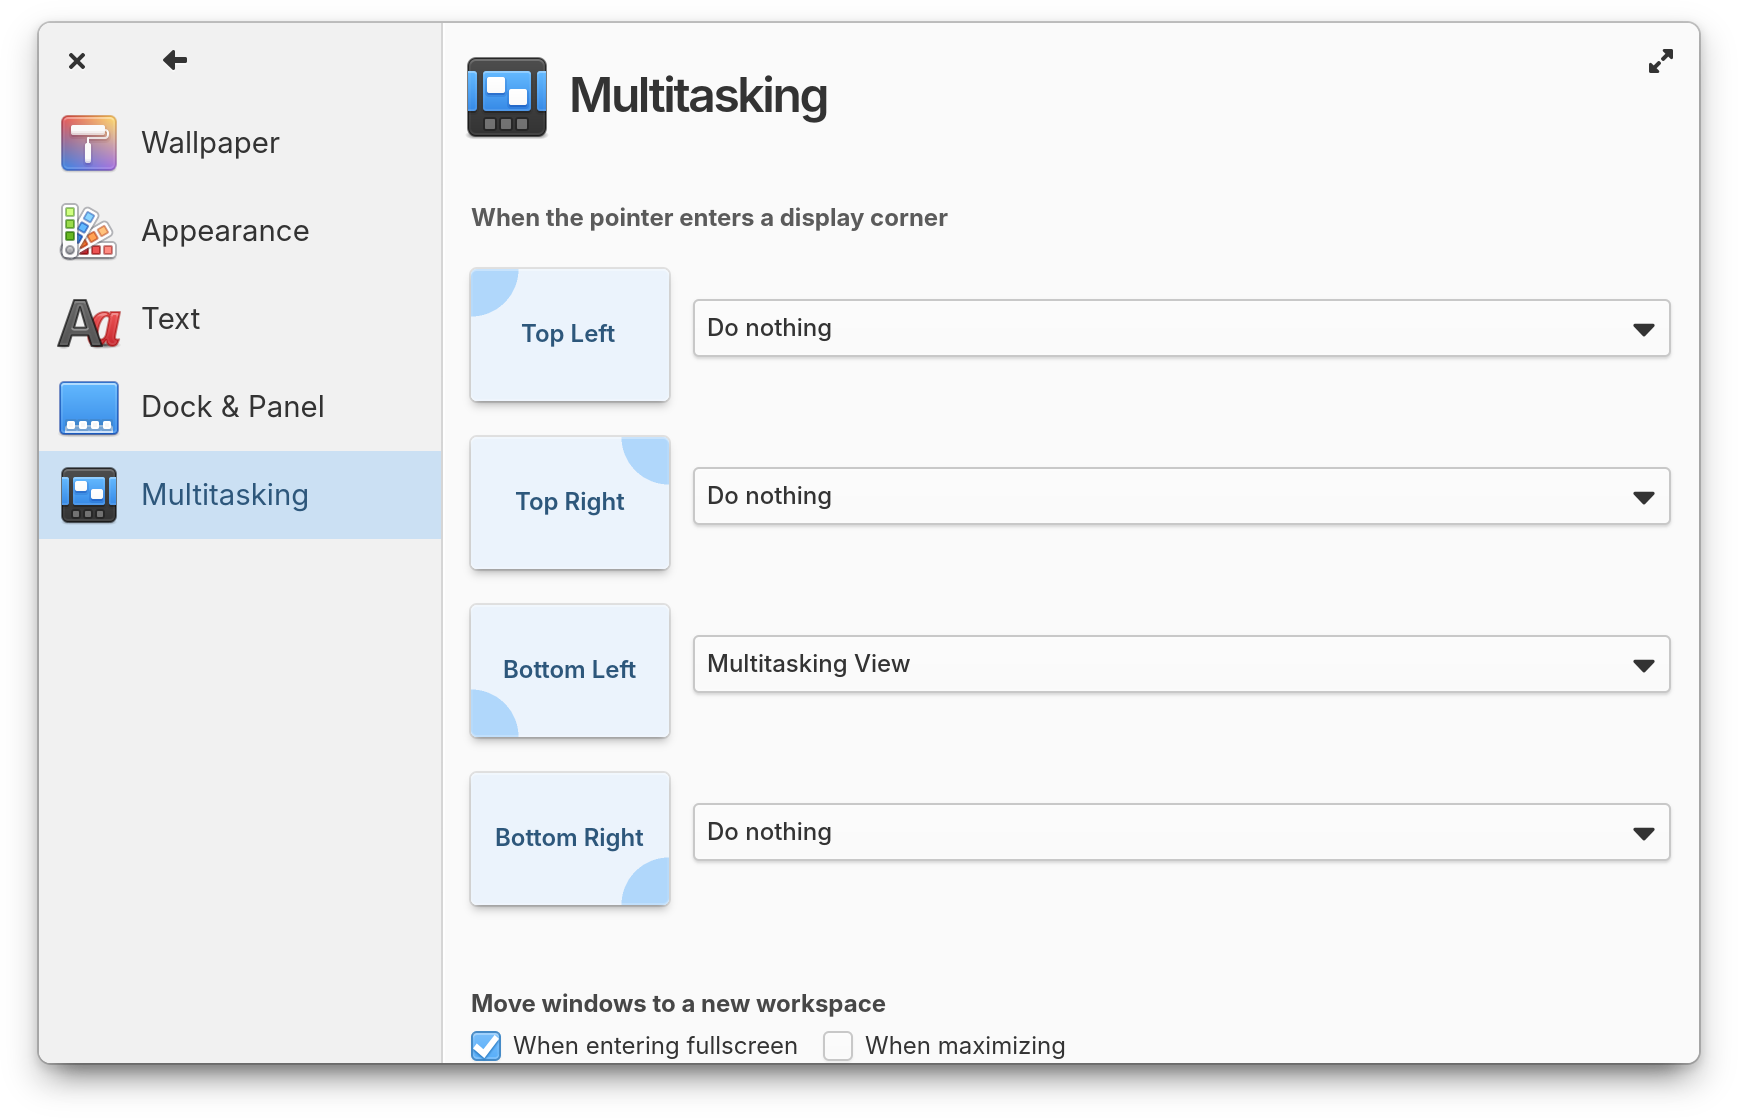 Wallpaper
Appearance
Text
Dock & Panel
Multitasking
Multitasking
When the pointer enters a display corner
Top Left
Do nothing
Top Right
Do nothing
Bottom Left
Multitasking View
Bottom Right
Do nothing
Move windows to a new workspace
When entering fullscreen When maximizing